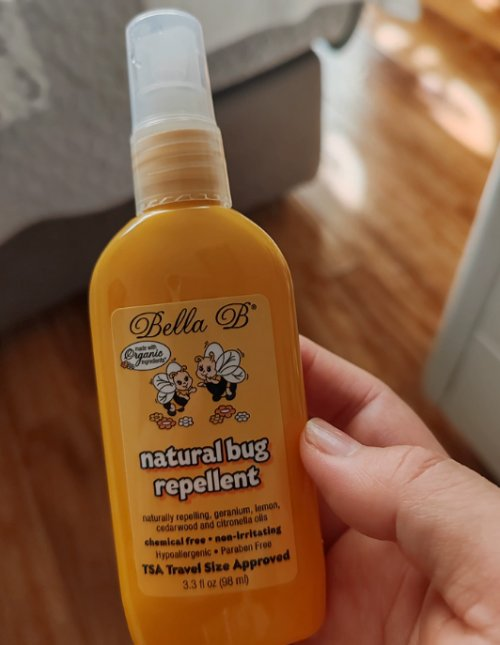 Bella B®
made with
Organic
ingredients*
natural bug
repellent
naturally repelling, geranium, lemon,
cedarwood and citronella oils
chemical free • non-irritating
Hypoallergenic • Paraben Free
TSA Travel Size Approved
3.3 fl oz (98 ml)